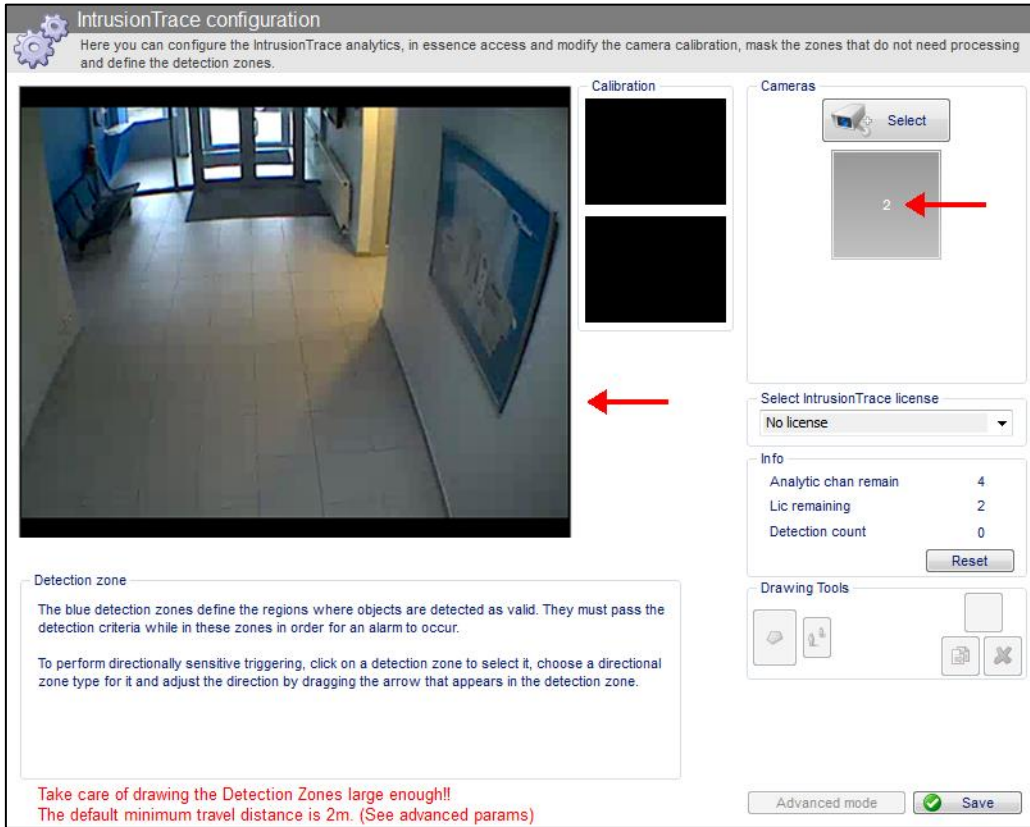 IntrusionTrace configuration
Here you can configure the IntrusionTrace analytics, in essence access and modify the camera calibration, mask the zones that do not need processing
and define the detection zones.
Calibration
Cameras
Select
2
Select IntrusionTrace license
No license
Info
Analytic chan remain 4
Lic remaining 2
Detection count 0
Reset
Detection zone
The blue detection zones define the regions where objects are detected as valid. They must pass the
detection criteria while in these zones in order for an alarm to occur.
To perform directionally sensitive triggering, click on a detection zone to select it, choose a directional
zone type for it and adjust the direction by dragging the arrow that appears in the detection zone.
Drawing Tools
Take care of drawing the Detection Zones large enough!!
The default minimum travel distance is 2m. (See advanced params)
Advanced mode
Save